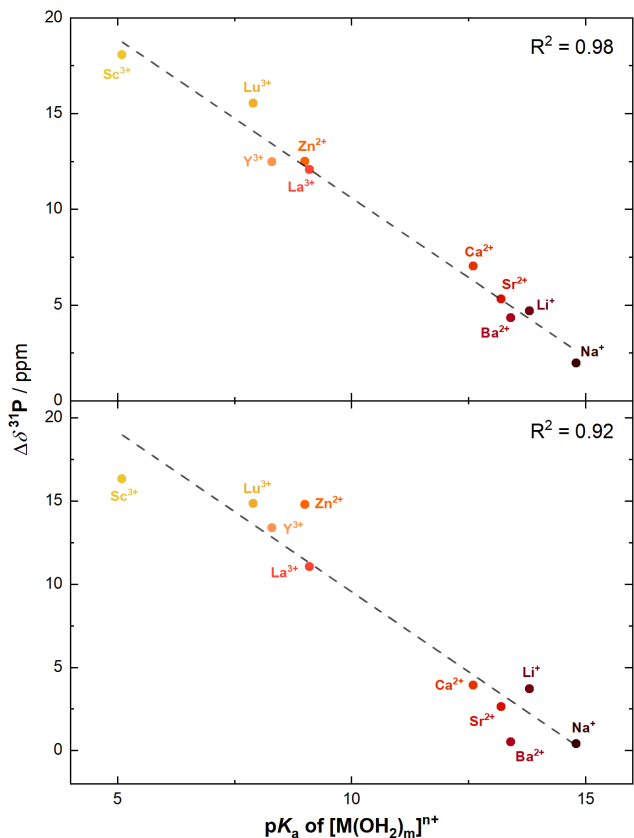 20
R² = 0.98
Sc³⁺
Lu³⁺
15
Zn²⁺
Y³⁺
La³⁺
10
Ca²⁺
Sr²⁺
5
Li⁺
Ba²⁺
Na⁺
0
Δδ ³¹P / ppm
20
R² = 0.92
Sc³⁺
Lu³⁺
Zn²⁺
15
Y³⁺
La³⁺
10
5
Li⁺
Ca²⁺
Sr²⁺
Na⁺
0
Ba²⁺
5 10 15
pKₐ of [M(OH₂)ₘ]ⁿ⁺